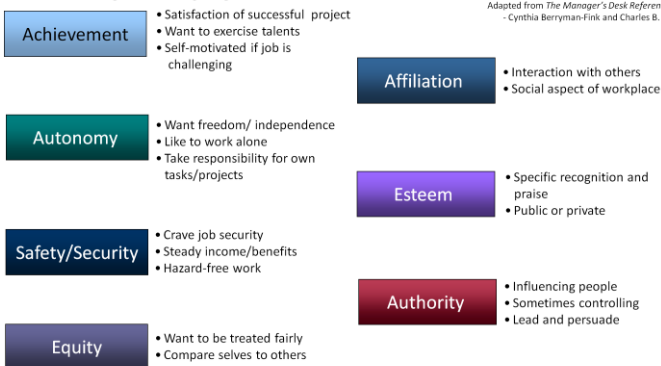 Adapted from The Manager's Desk
- Cynthia Berryman-Fink and Charles B.
Achievement
• Satisfaction of successful project
• Want to exercise talents
• Self-motivated if job is
challenging
Affiliation
• Interaction with others
• Social aspect of workplace
Autonomy
• Want freedom/ independence
• Like to work alone
• Take responsibility for own
tasks/projects
Esteem
• Specific recognition and
praise
• Public or private
Safety/Security
• Crave job security
• Steady income/benefits
• Hazard-free work
Authority
• Influencing people
• Sometimes controlling
• Lead and persuade
Equity
• Want to be treated fairly
• Compare selves to others